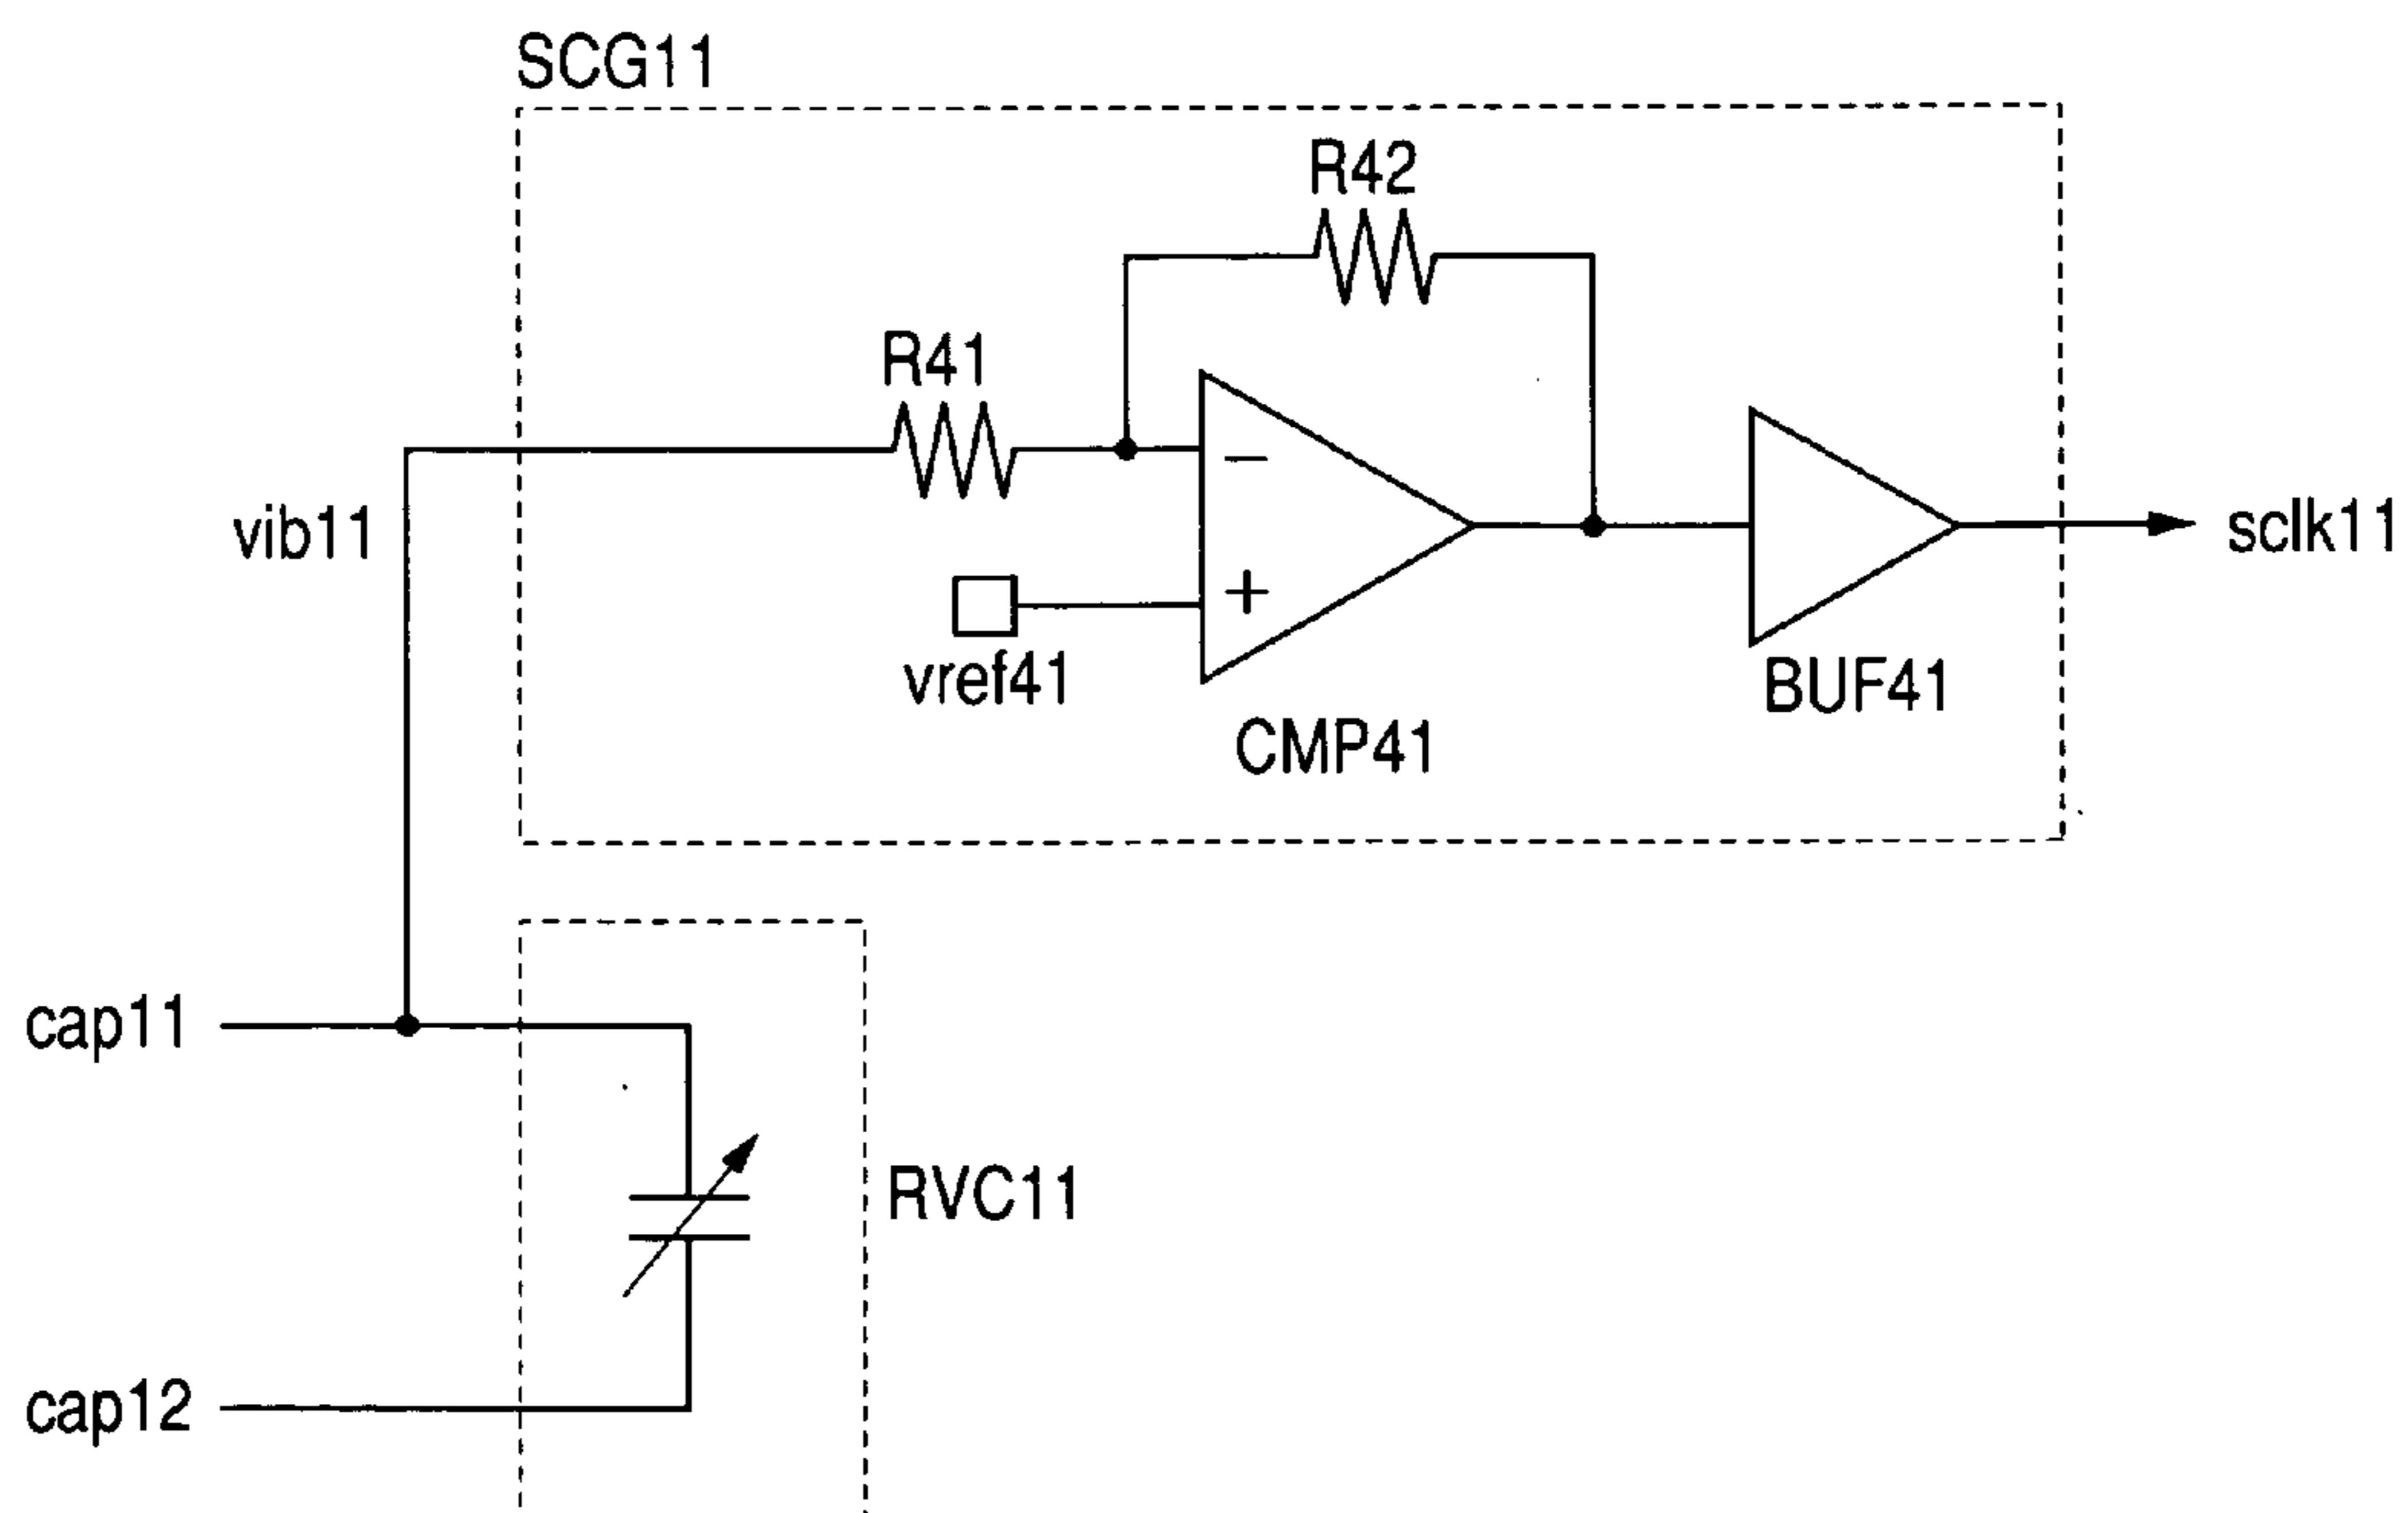 SCG11
R42
R41
vib11
−
+
vref41
CMP41
BUF41
sclk11
cap11
RVC11
cap12